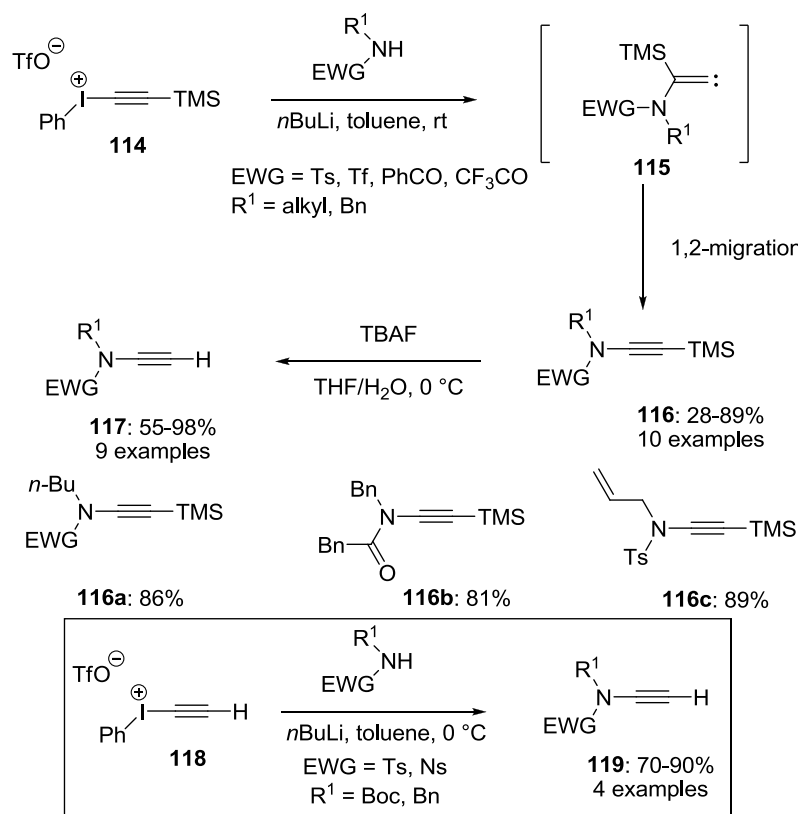 TfO⊖
R¹
NH
EWG
TMS
I⊕
TMS
Ph
114
nBuLi, toluene, rt
EWG N
R¹
115
EWG = Ts, Tf, PhCO, CF₃CO
R¹ = alkyl, Bn
1,2-migration
R¹
N H
EWG
TBAF
THF/H₂O, 0 °C
R¹
N TMS
EWG
117: 55-98%
9 examples
116: 28-89%
10 examples
n-Bu
N TMS
EWG
116a: 86%
Bn
N TMS
Bn
O
116b: 81%
N TMS
Ts
116c: 89%
TfO⊖
R¹
NH
EWG
I⊕ H
Ph
118
nBuLi, toluene, 0 °C
EWG = Ts, Ns
R¹ = Boc, Bn
R¹
N H
EWG
119: 70-90%
4 examples